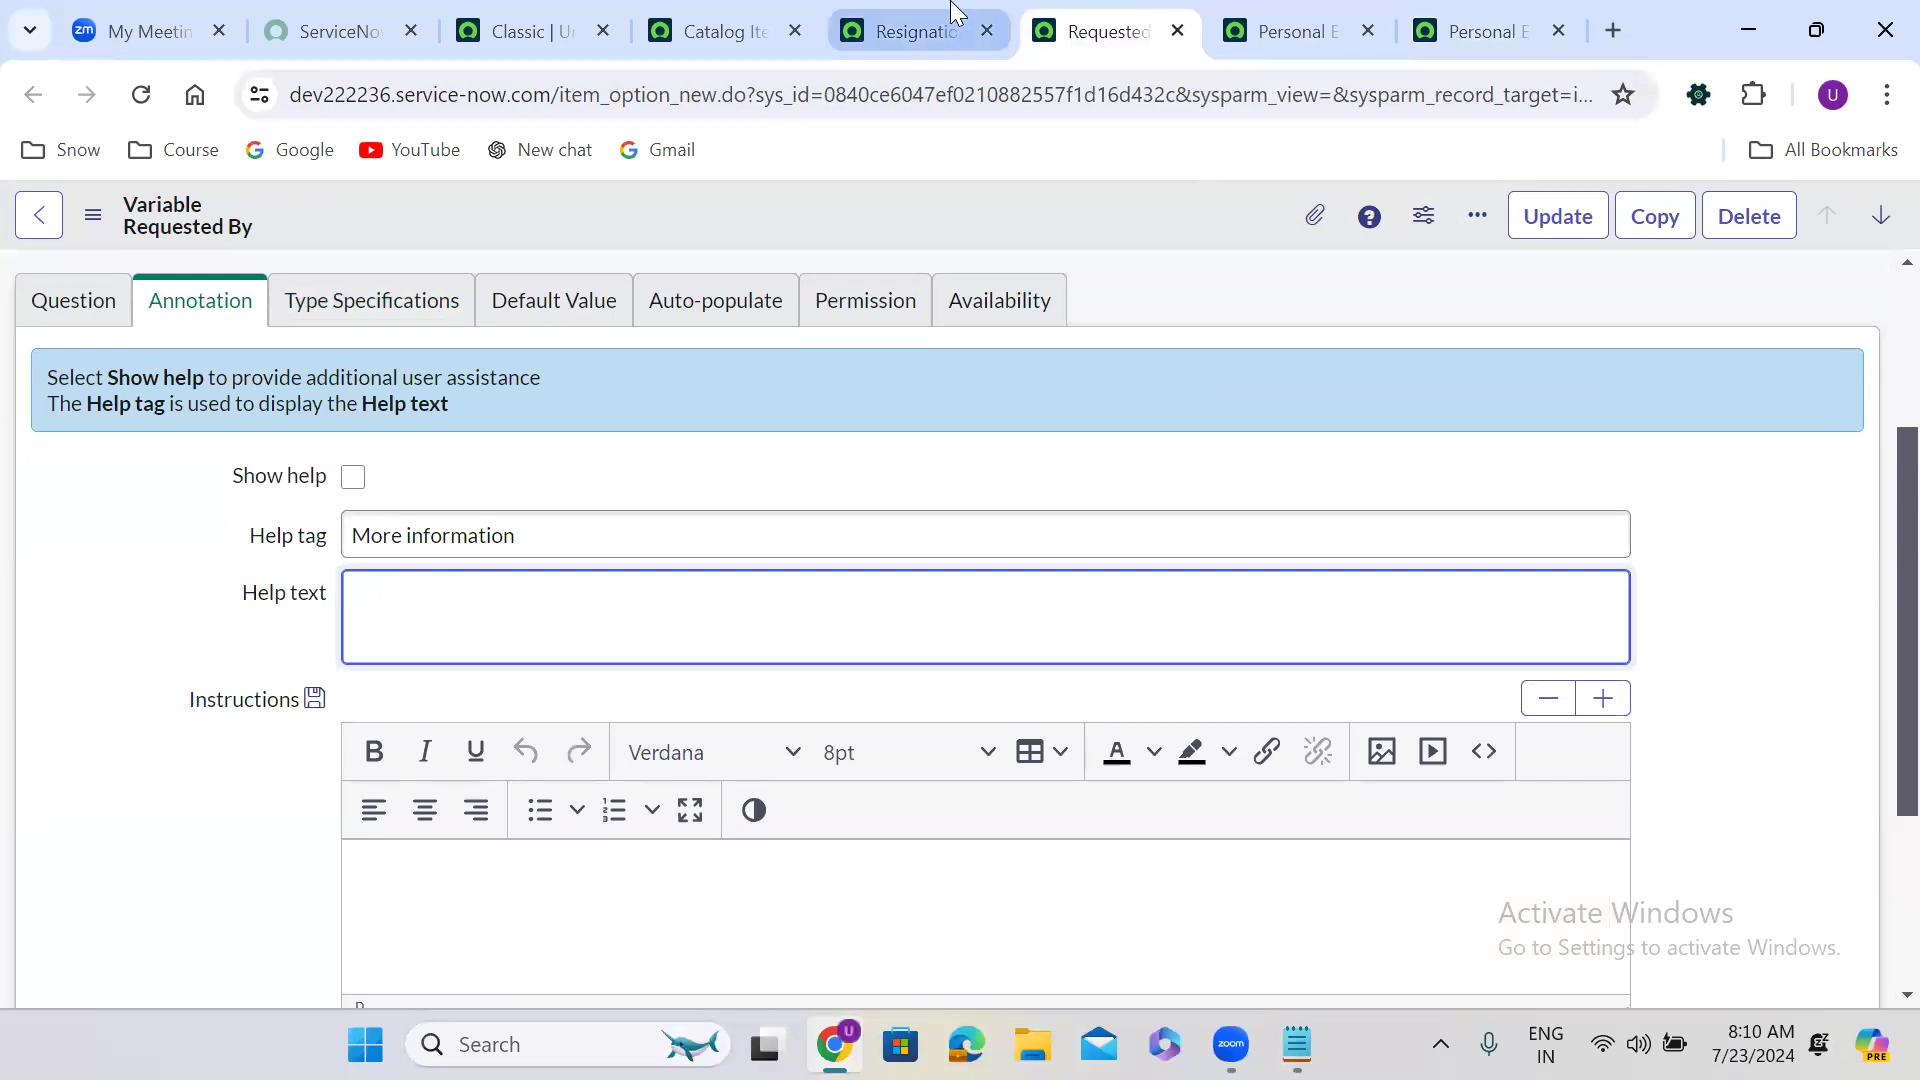 My Meetin
ServiceNo
Classic | U
Catalog Ite
Resignatio
Requested
Personal E
Personal E
dev222236.service-now.com/item_option_new.do?sys_id=0840ce6047ef0210882557f1d16d432c&sysparm_view=&sysparm_record_target=i...
U
Snow
Course
Google
YouTube
New chat
Gmail
All Bookmarks
Variable
Requested By
Update
Copy
Delete
Question
Annotation
Type Specifications
Default Value
Auto-populate
Permission
Availability
Select Show help to provide additional user assistance
The Help tag is used to display the Help text
Show help
Help tag
More information
Help text
Instructions
B I U
Verdana
8pt
A
Activate Windows
Go to Settings to activate Windows.
Search
U
zoom
ENG
IN
8:10 AM
7/23/2024
PRE